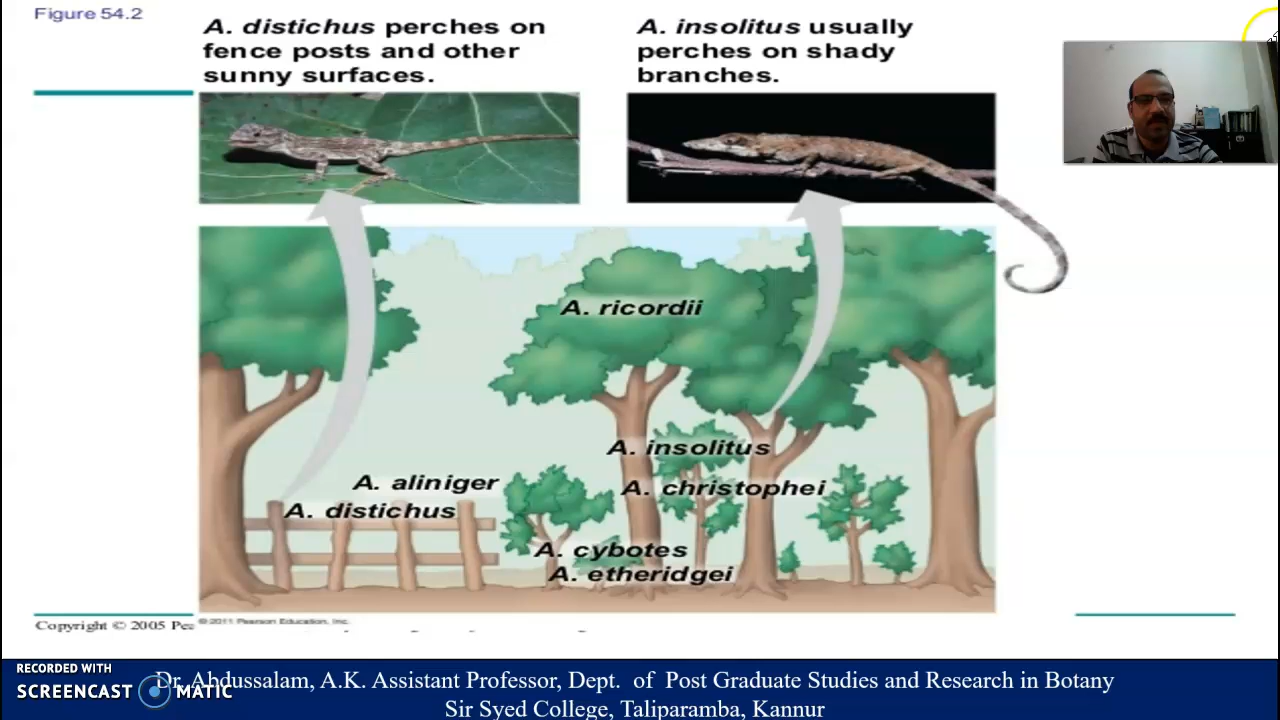 Figure 54.2
A. distichus perches on
fence posts and other
sunny surfaces.
A. insolitus usually
perches on shady
branches.
A. ricordii
A. insolitus
A. aliniger
A. christophei
A. distichus
A. cybotes
A. etheridgei
Copyright © 2005 Pea
© 2011 Pearson Education, Inc.
RECORDED WITH
SCREENCAST MATIC
Dr. Abdussalam, A.K. Assistant Professor, Dept. of Post Graduate Studies and Research in Botany
Sir Syed College, Taliparamba, Kannur